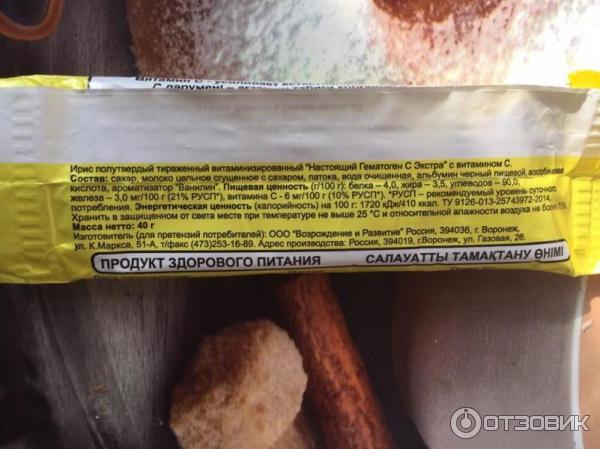 Витамин С - усиливает
С дәрумені –
Ирис полутвердый тираженный витаминизированный "Настоящий Гематоген С Экстра" с витамином С.
Состав: сахар, молоко цельное сгущенное с сахаром, патока, вода очищенная, альбумин черный пищевой, аскорбиновая
кислота, ароматизатор "Ванилин". Пищевая ценность (г/100 г): белка – 4,0, жира - 3,5, углеводов – 90,0,
железа – 3,0 мг/100 г (21% РУСП*), витамина С - 6 мг/100 г (10% РУСП*). *РУСП – рекомендуемый уровень суточного
потребления. Энергетическая ценность (калорийность) на 100 г: 1720 кДж/410 ккал. ТУ 9126-013-25743972-2014.
Хранить в защищенном от света месте при температуре не выше 25 °С и относительной влажности воздуха не более
Масса нетто: 40 г
Изготовитель (для претензий потребителей): ООО "Возрождение и Развитие" Россия, 394036, г. Воронеж,
ул. К.Маркса, 51-А, т/факс (473)253-16-89. Адрес производства: Россия, 394019, г.Воронеж, ул. Газовая, 26.
ПРОДУКТ ЗДОРОВОГО ПИТАНИЯ САЛАУАТТЫ ТАМАҚТАНУ ӨНІМІ
ОТЗОВИК